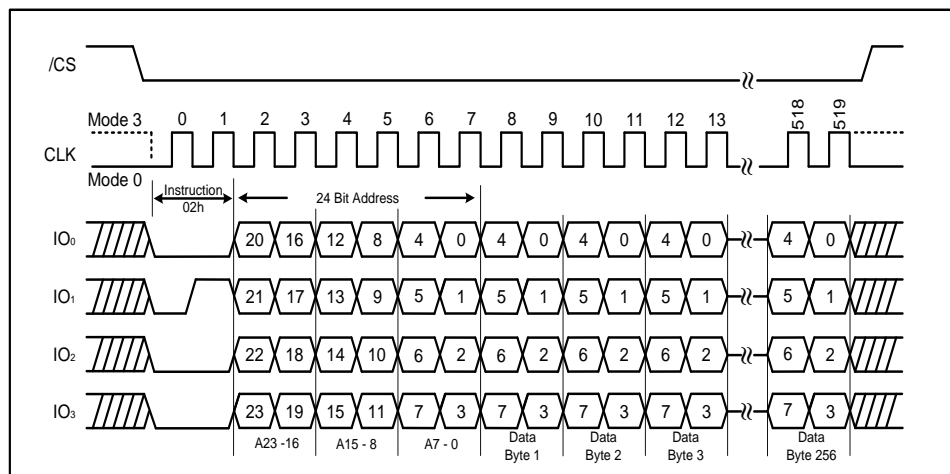 /CS
Mode 3 0 1 2 3 4 5 6 7 8 9 10 11 12 13 518 519
CLK
Mode 0
Instruction 02h
24 Bit Address
IO₀ 20 16 12 8 4 0 4 0 4 0 4 0 4 0
IO₁ 21 17 13 9 5 1 5 1 5 1 5 1 5 1
IO₂ 22 18 14 10 6 2 6 2 6 2 6 2 6 2
IO₃ 23 19 15 11 7 3 7 3 7 3 7 3 7 3
A23 - 16 A15 - 8 A7 - 0 Data Byte 1 Data Byte 2 Data Byte 3 Data Byte 256